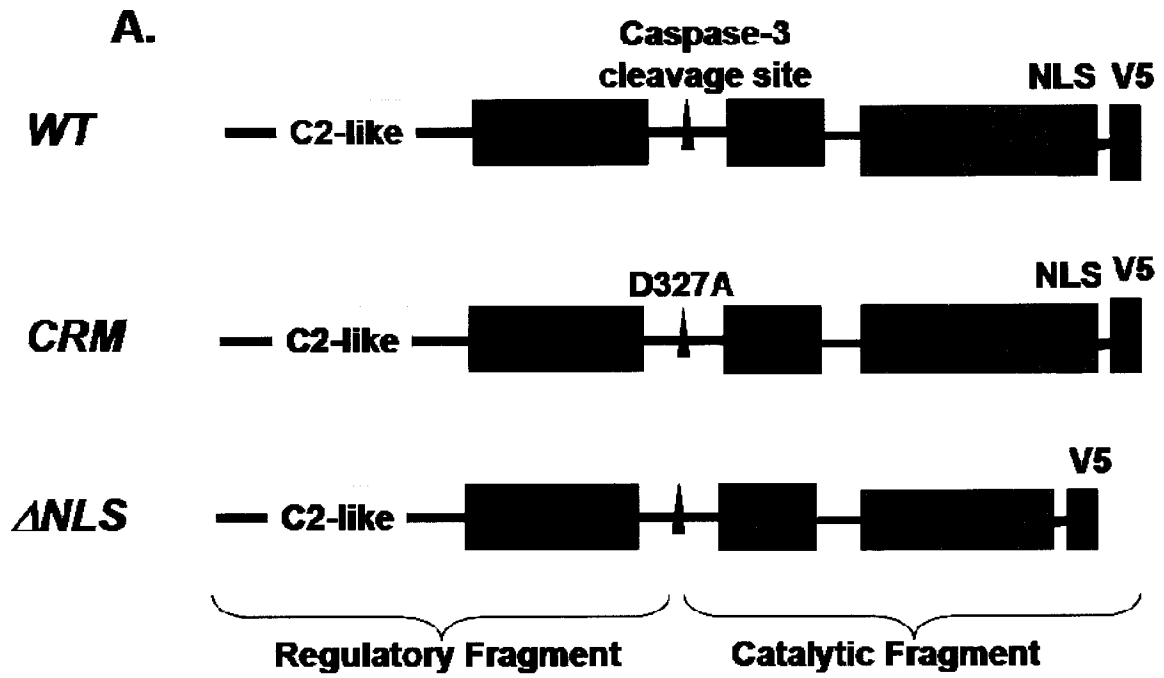 A.
Caspase-3
cleavage site
NLS V5
WT
C2-like
D327A
NLS V5
CRM
C2-like
V5
ΔNLS
C2-like
Regulatory Fragment
Catalytic Fragment